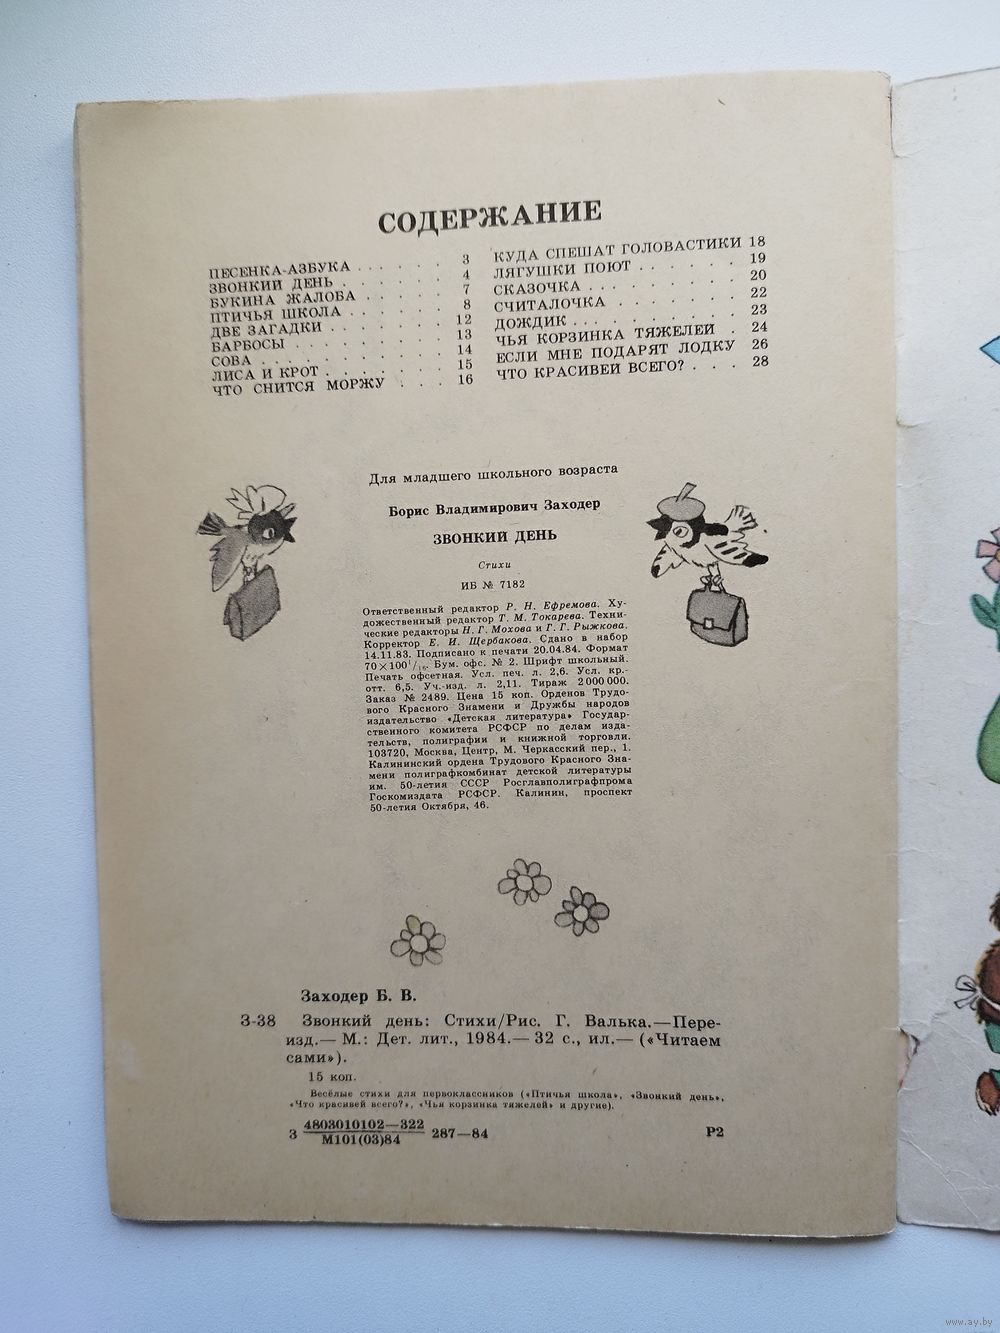 СОДЕРЖАНИЕ
ПЕСЕНКА-АЗБУКА . . . . . . 3
ЗВОНКИЙ ДЕНЬ . . . . . . . 4
БУКИНА ЖАЛОБА . . . . . 7
ПТИЧЬЯ ШКОЛА . . . . . . 8
ДВЕ ЗАГАДКИ . . . . . . . 12
БАРБОСЫ . . . . . . . . . 13
СОВА . . . . . . . . . . . 14
ЛИСА И КРОТ . . . . . . . 15
ЧТО СНИТСЯ МОРЖУ . . . 16
КУДА СПЕШАТ ГОЛОВАСТИКИ 18
ЛЯГУШКИ ПОЮТ . . . . . . 19
СКАЗОЧКА . . . . . . . . . 20
СЧИТАЛОЧКА . . . . . . . 22
ДОЖДИК . . . . . . . . . . 23
ЧЬЯ КОРЗИНКА ТЯЖЕЛЕЙ . 24
ЕСЛИ МНЕ ПОДАРЯТ ЛОДКУ 26
ЧТО КРАСИВЕЙ ВСЕГО? . . . 28
Для младшего школьного возраста
Борис Владимирович Заходер
ЗВОНКИЙ ДЕНЬ
Стихи
ИБ № 7182
Ответственный редактор Р. Н. Ефремова. Ху-
дожественный редактор Т. М. Токарева. Техни-
ческие редакторы Н. Г. Мохова и Г. Г. Рыжкова.
Корректор Е. И. Щербакова. Сдано в набор
14.11.83. Подписано к печати 20.04.84. Формат
70×100¹/₁₆. Бум. офс. № 2. Шрифт школьный.
Печать офсетная. Усл. печ. л. 2,6. Усл. кр.-
отт. 6,5. Уч.-изд. л. 2,11. Тираж 2 000 000.
Заказ № 2489. Цена 15 коп. Орденов Трудо-
вого Красного Знамени и Дружбы народов
издательство «Детская литература» Государ-
ственного комитета РСФСР по делам изда-
тельств, полиграфии и книжной торговли.
103720, Москва, Центр, М. Черкасский пер., 1.
Калининский ордена Трудового Красного Зна-
мени полиграфкомбинат детской литературы
им. 50-летия СССР Росглавполиграфпрома
Госкомиздата РСФСР. Калинин, проспект
50-летия Октября, 46.
Заходер Б. В.
З-38 Звонкий день: Стихи/Рис. Г. Валька.— Пере-
изд.— М.: Дет. лит., 1984.— 32 с., ил.— («Читаем
сами»).
15 коп.
Весёлые стихи для первоклассников («Птичья школа», «Звонкий день»,
«Что красивей всего?», «Чья корзинка тяжелей» и другие).
З 4803010102—322
М101(03)84 287—84 Р2
www.ay.by